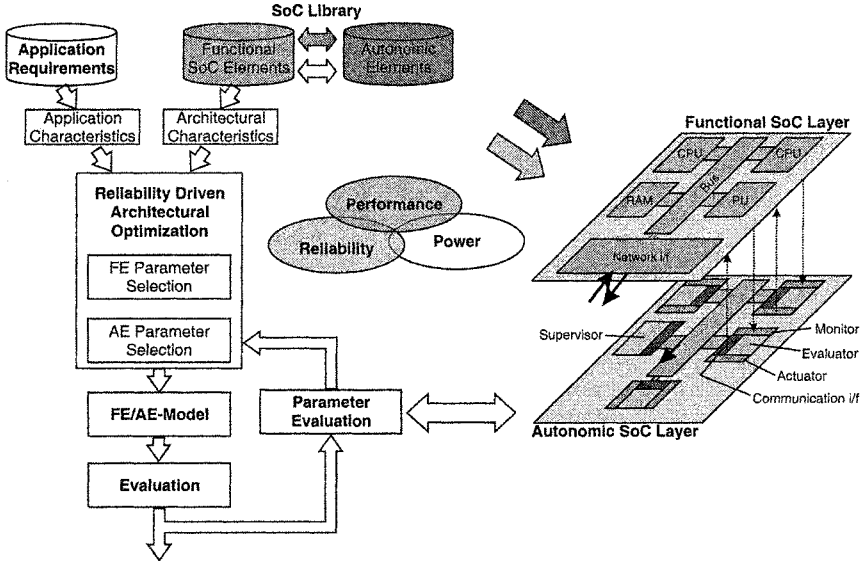 SoC Library
Application
Requirements
Functional
SoC Elements
Autonomic
Elements
Application
Characteristics
Architectural
Characteristics
Reliability Driven
Architectural
Optimization
FE Parameter
Selection
AE Parameter
Selection
FE/AE-Model
Evaluation
Parameter
Evaluation
Performance
Reliability
Power
Functional SoC Layer
CPU
CPU
Bus
RAM
PU
Network i/f
Supervisor
Monitor
Evaluator
Actuator
Communication i/f
Autonomic SoC Layer